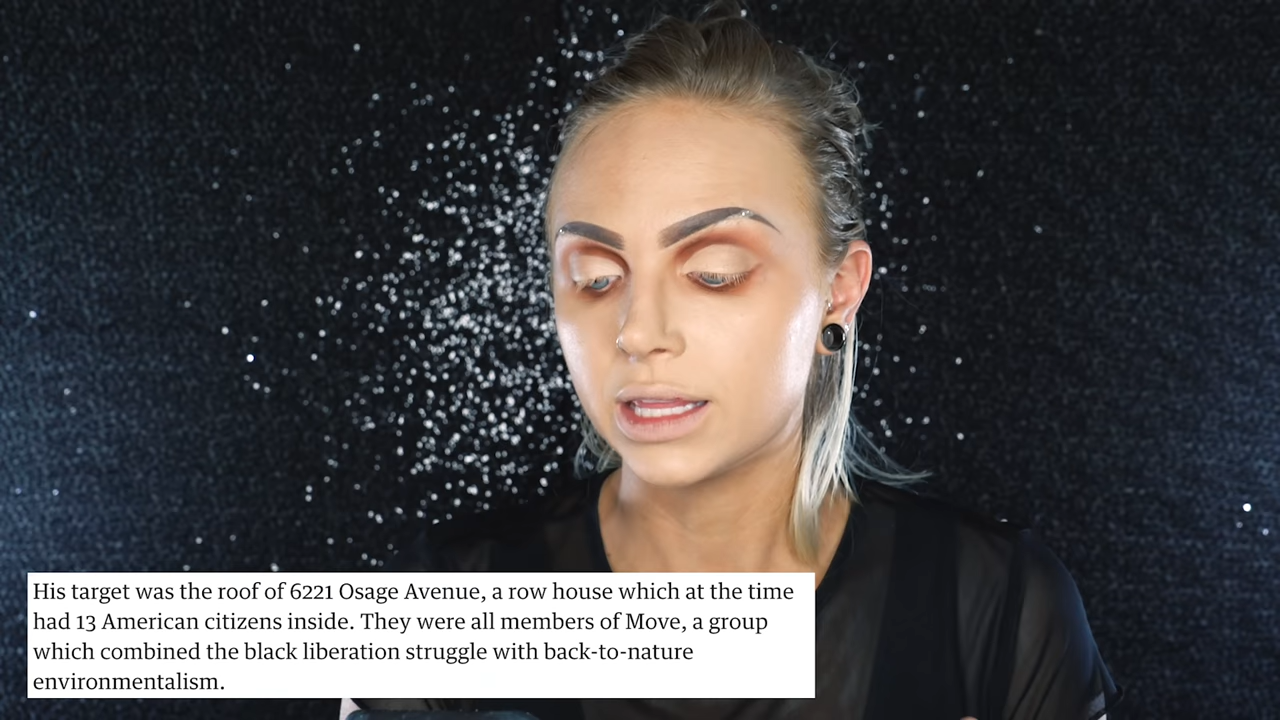 His target was the roof of 6221 Osage Avenue, a row house which at the time
had 13 American citizens inside. They were all members of Move, a group
which combined the black liberation struggle with back-to-nature
environmentalism.